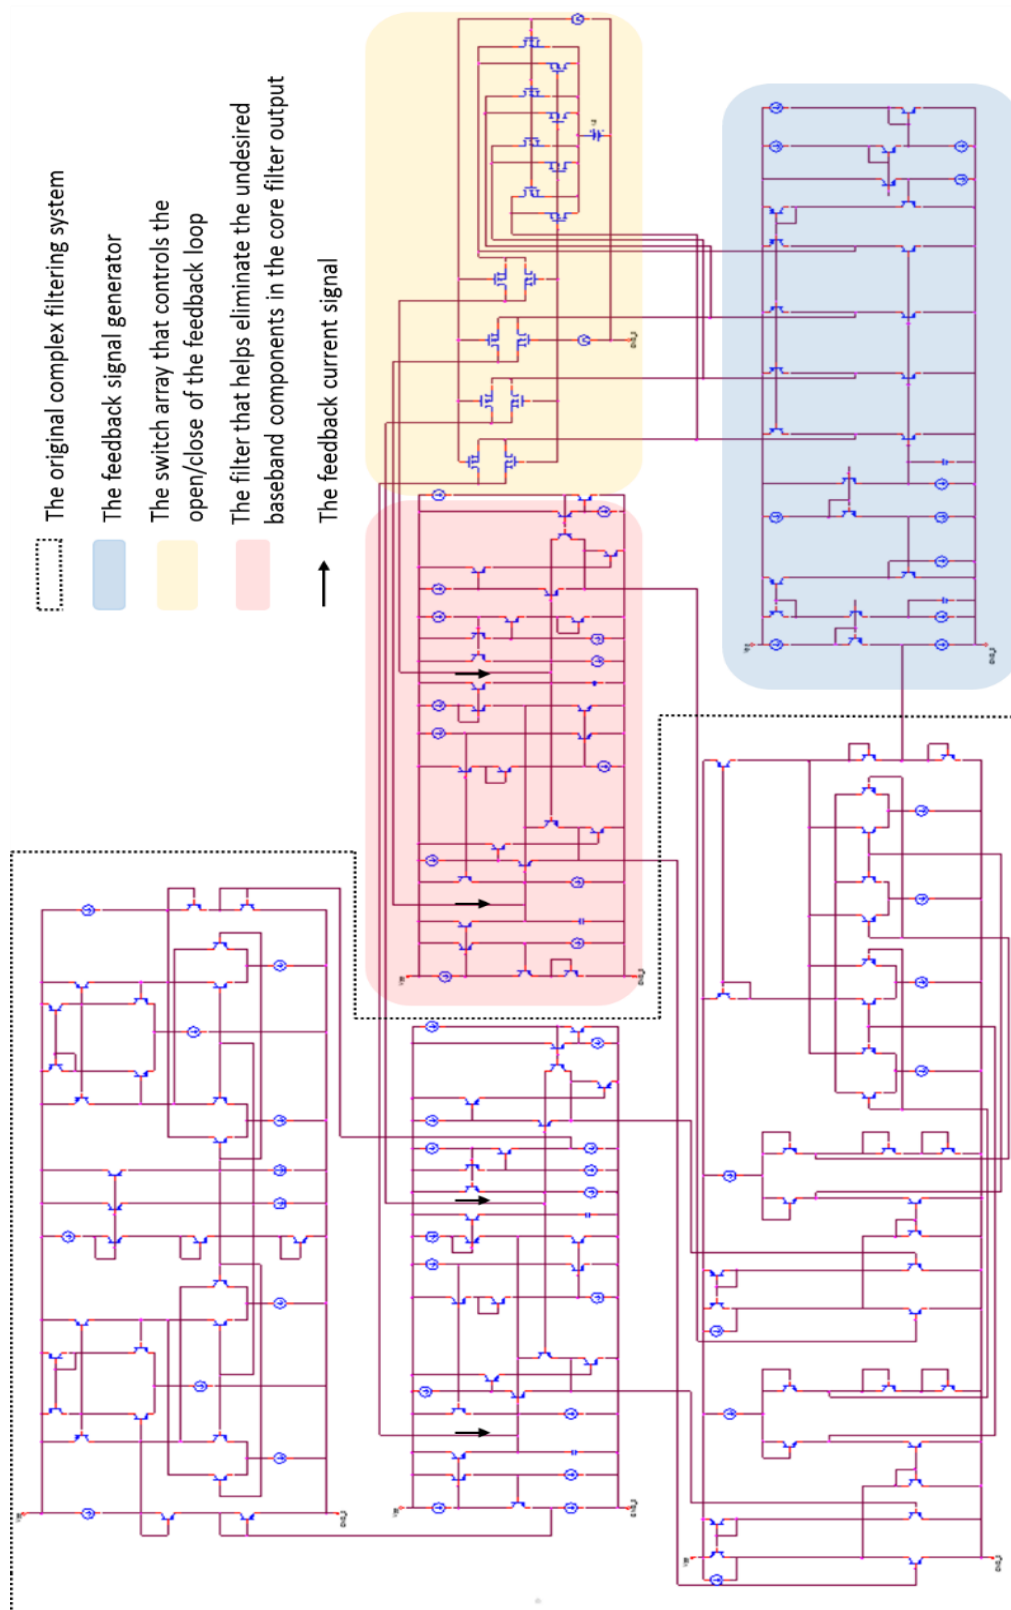 The original complex filtering system
The feedback signal generator
The switch array that controls the
open/close of the feedback loop
The filter that helps eliminate the undesired
baseband components in the core filter output
The feedback current signal